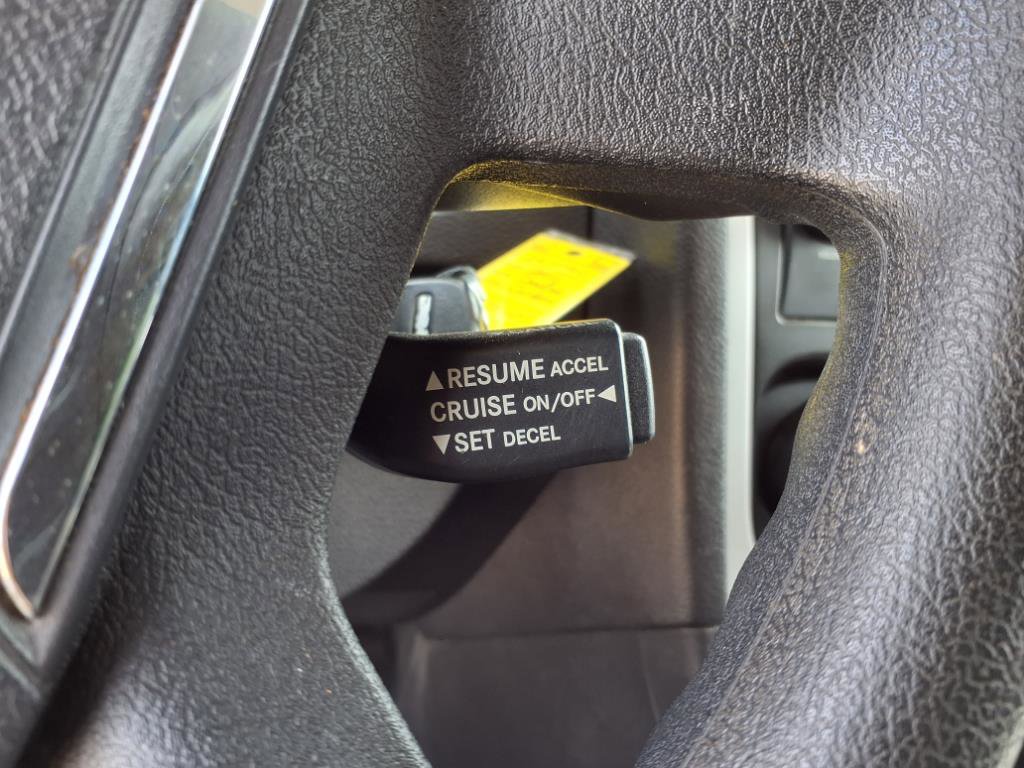 ▲RESUME ACCEL
CRUISE ON/OFF◀
▼SET DECEL